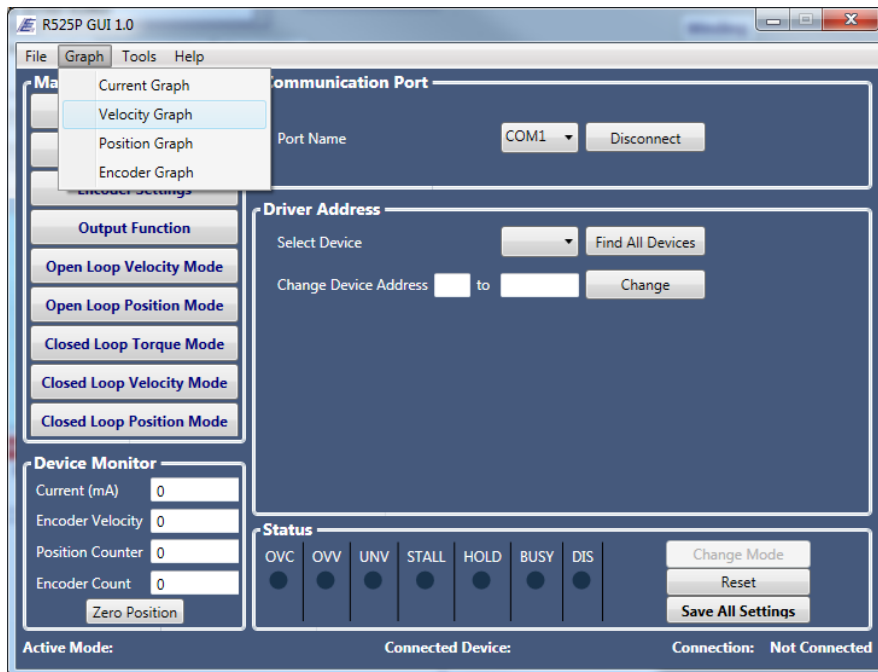 R525P GUI 1.0
File Graph Tools Help
Current Graph
Velocity Graph
Position Graph
Encoder Graph
Ma
Encoder Settings
Output Function
Open Loop Velocity Mode
Open Loop Position Mode
Closed Loop Torque Mode
Closed Loop Velocity Mode
Closed Loop Position Mode
Communication Port
Port Name COM1 Disconnect
Driver Address
Select Device Find All Devices
Change Device Address to Change
Device Monitor
Current (mA) 0
Encoder Velocity 0
Position Counter 0
Encoder Count 0
Zero Position
Status
OVC OVV UNV STALL HOLD BUSY DIS
Change Mode
Reset
Save All Settings
Active Mode: Connected Device: Connection: Not Connected